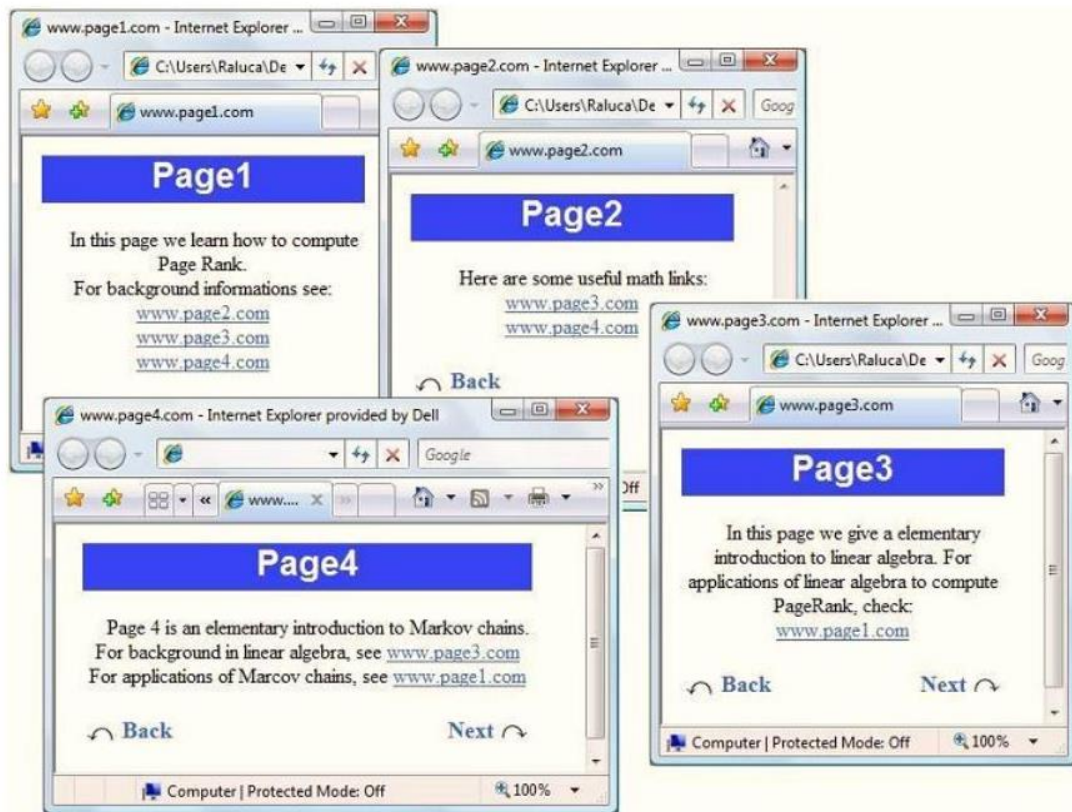 www.page1.com - Internet Explorer ...
C:\Users\Raluca\De
www.page1.com
Page1
In this page we learn how to compute
Page Rank.
For background informations see:
www.page2.com
www.page3.com
www.page4.com
www.page2.com - Internet Explorer ...
C:\Users\Raluca\De
Goog
www.page2.com
Page2
Here are some useful math links:
www.page3.com
www.page4.com
Back
Off
www.page3.com - Internet Explorer ...
C:\Users\Raluca\De
Goog
www.page3.com
Page3
In this page we give a elementary
introduction to linear algebra. For
applications of linear algebra to compute
PageRank, check:
www.page1.com
Back Next
Computer | Protected Mode: Off 100%
www.page4.com - Internet Explorer provided by Dell
Google
www....
Page4
Page 4 is an elementary introduction to Markov chains.
For background in linear algebra, see www.page3.com
For applications of Marcov chains, see www.page1.com
Back Next
Computer | Protected Mode: Off 100%